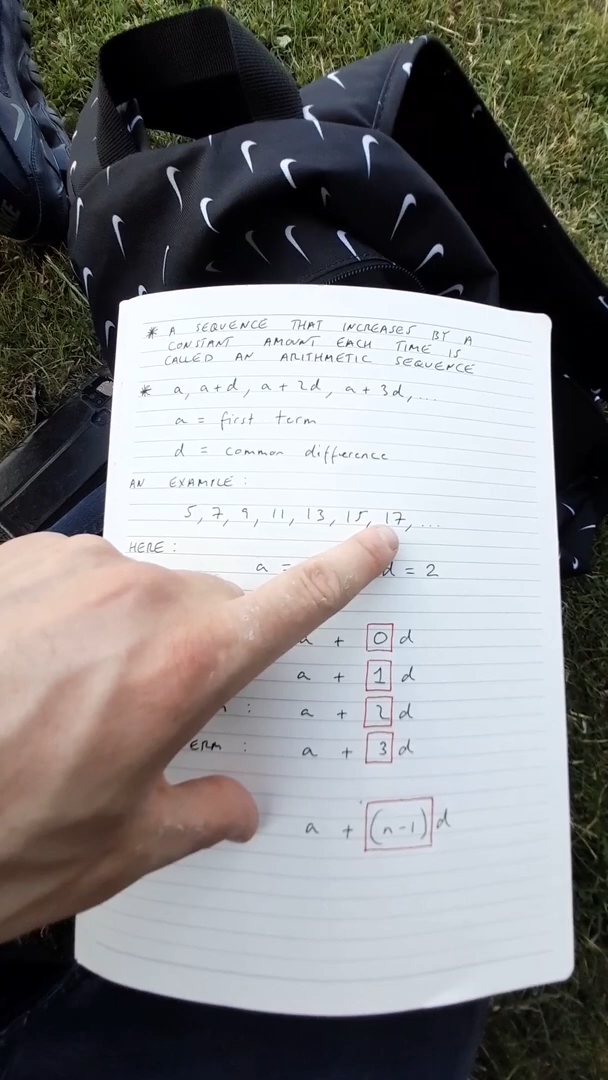 * A SEQUENCE THAT INCREASES BY A
CONSTANT AMOUNT EACH TIME IS
CALLED AN ARITHMETIC SEQUENCE
* a, a+d, a + 2d, a + 3d, ...
a = first term
d = common difference
AN EXAMPLE :
5, 7, 9, 11, 13, 15, 17, ...
HERE :
a = d = 2
a + 0 d
a + 1 d
: a + 2 d
ERM : a + 3 d
a + (n-1) d